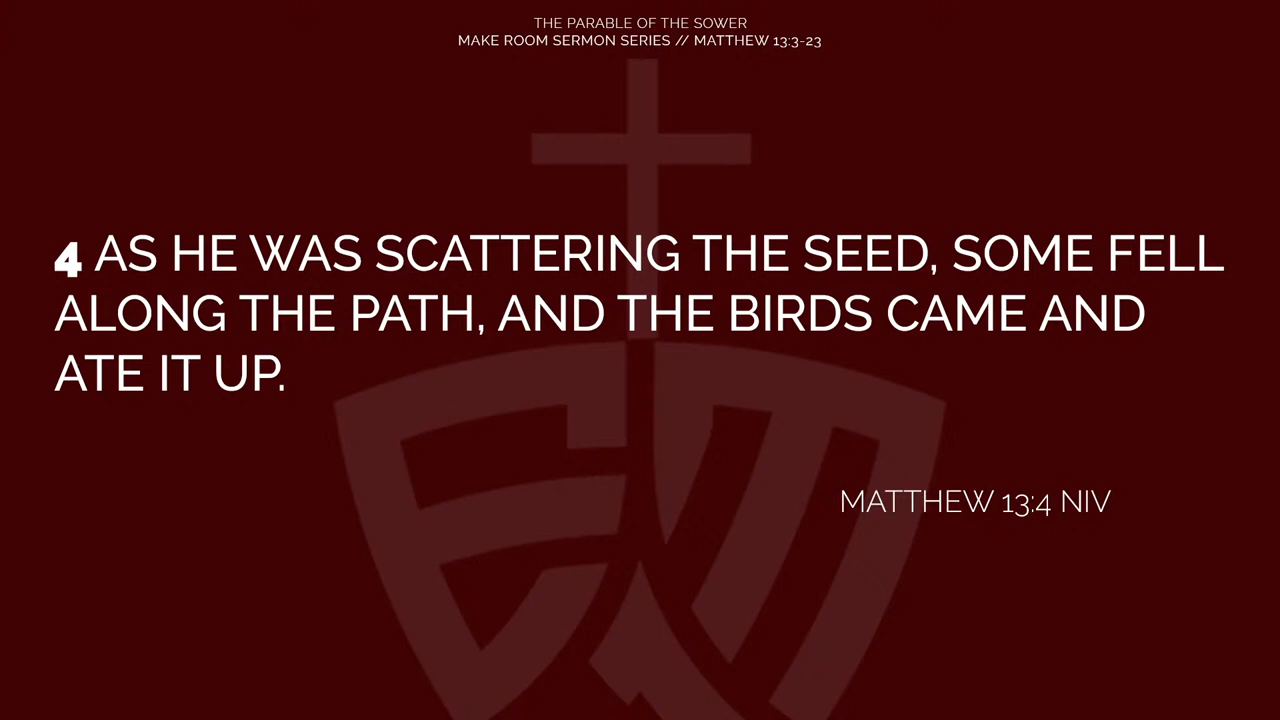 THE PARABLE OF THE SOWER
MAKE ROOM SERMON SERIES // MATTHEW 13:3-23
4 AS HE WAS SCATTERING THE SEED, SOME FELL
ALONG THE PATH, AND THE BIRDS CAME AND
ATE IT UP.
MATTHEW 13:4 NIV